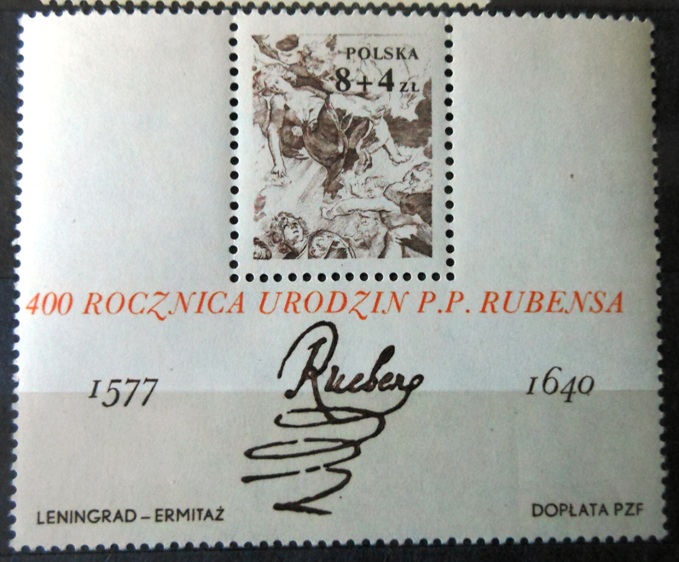 POLSKA
8+4 ZŁ
400 ROCZNICA URODZIN P.P. RUBENSA
1577
1640
LENINGRAD – ERMITAŻ
DOPŁATA PZF